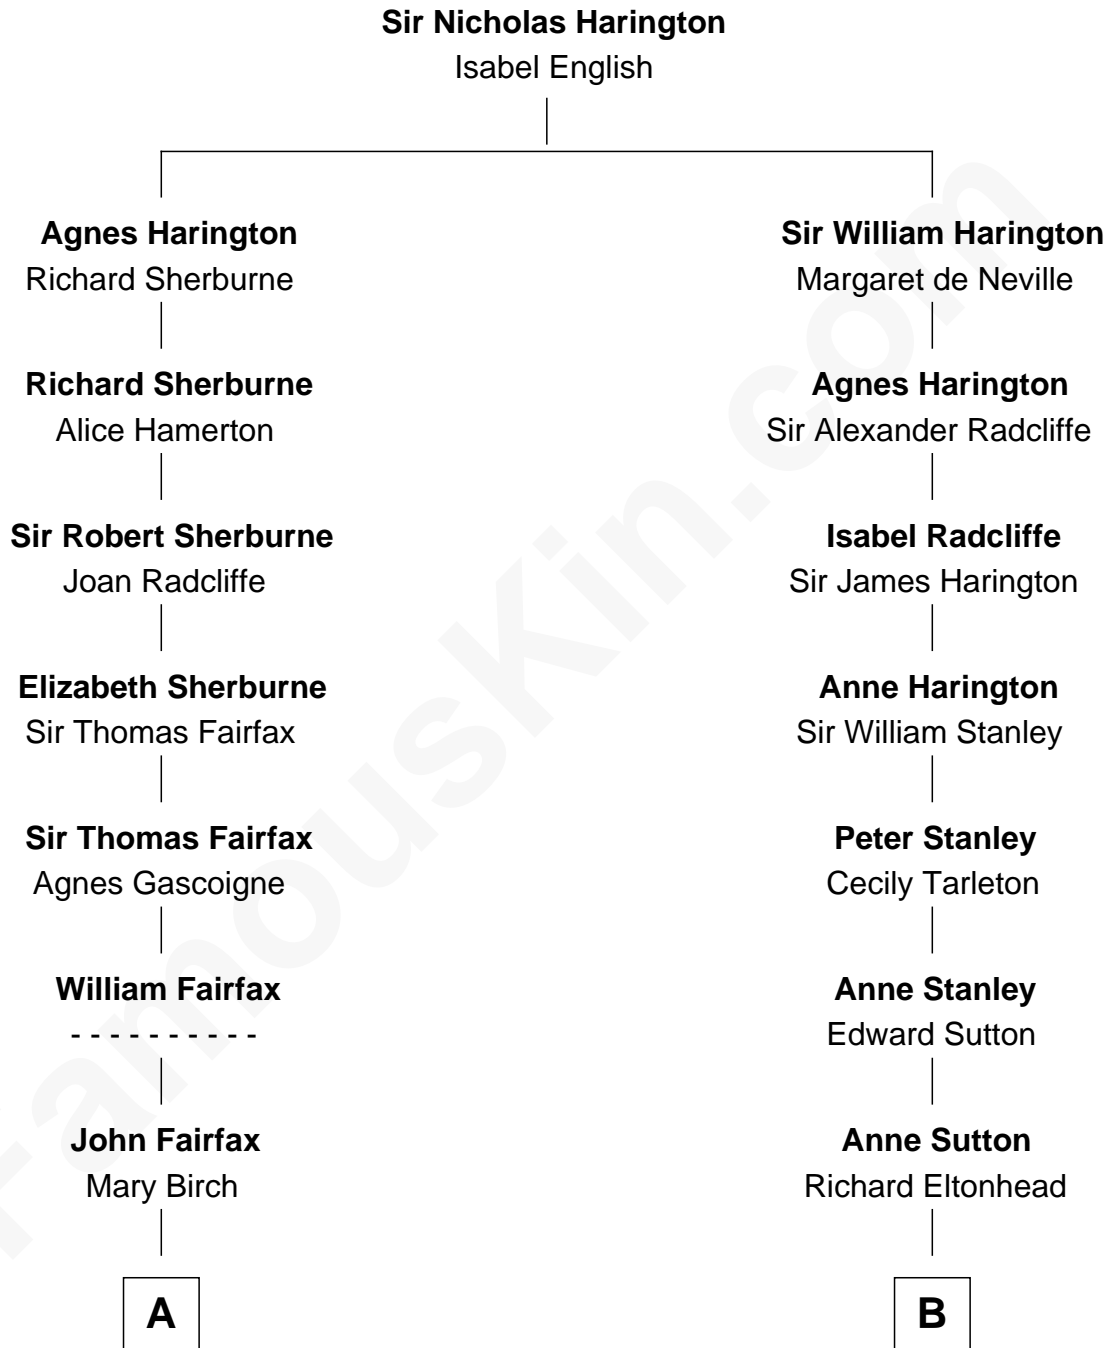 Sir Nicholas Harington
Isabel English
Agnes Harington
Richard Sherburne
Sir William Harington
Margaret de Neville
Richard Sherburne
Alice Hamerton
Agnes Harington
Sir Alexander Radcliffe
Sir Robert Sherburne
Joan Radcliffe
Isabel Radcliffe
Sir James Harington
Elizabeth Sherburne
Sir Thomas Fairfax
Anne Harington
Sir William Stanley
Sir Thomas Fairfax
Agnes Gascoigne
Peter Stanley
Cecily Tarleton
William Fairfax
- - - - - - - - - -
Anne Stanley
Edward Sutton
John Fairfax
Mary Birch
Anne Sutton
Richard Eltonhead
A
B
FamousKin.com